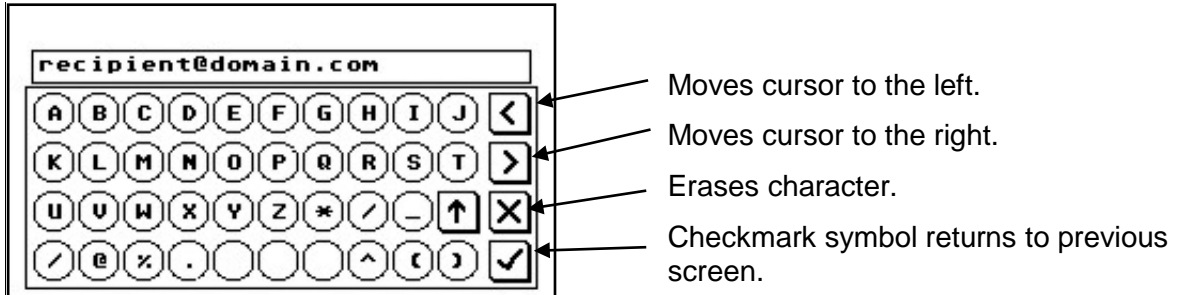 recipient@domain.com
A B C D E F G H I J <
K L M N O P Q R S T >
U V W X Y Z * / _ ↑ X
/ @ % . ^ ( ) ✓
Moves cursor to the left.
Moves cursor to the right.
Erases character.
Checkmark symbol returns to previous
screen.